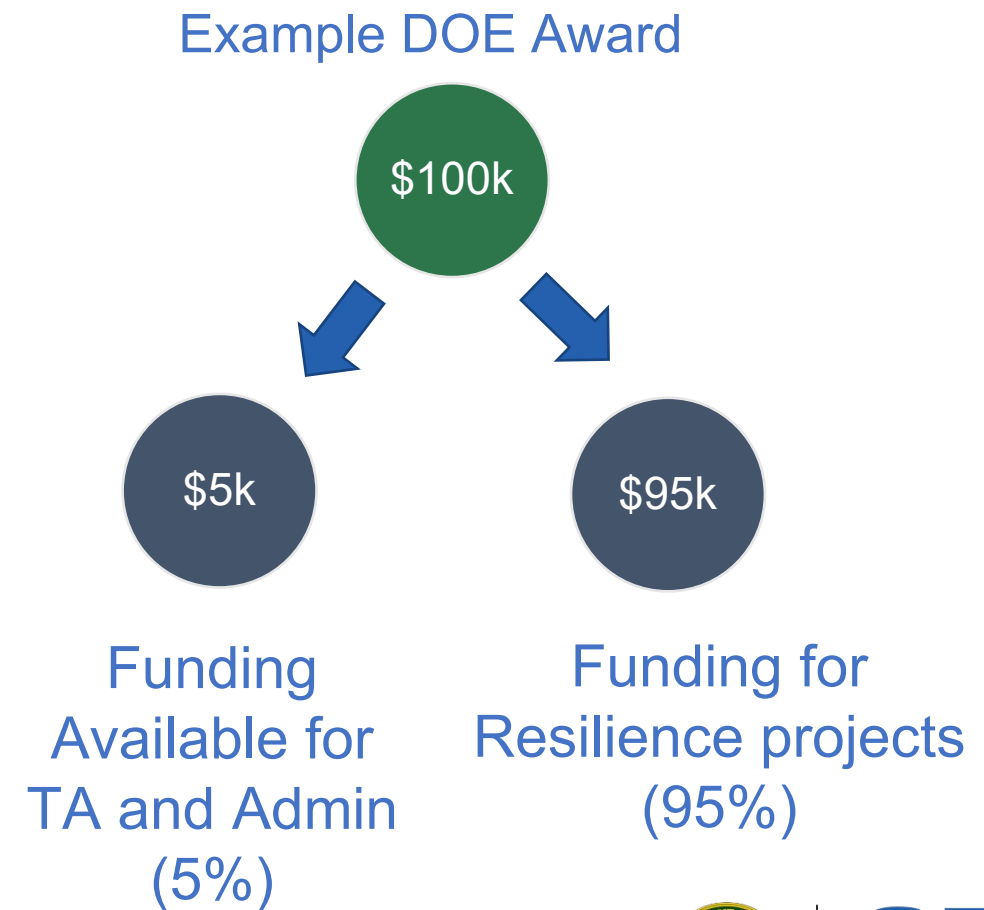 Example DOE Award
$100k
$5k
$95k
Funding
Available for
TA and Admin
(5%)
Funding for
Resilience projects
(95%)